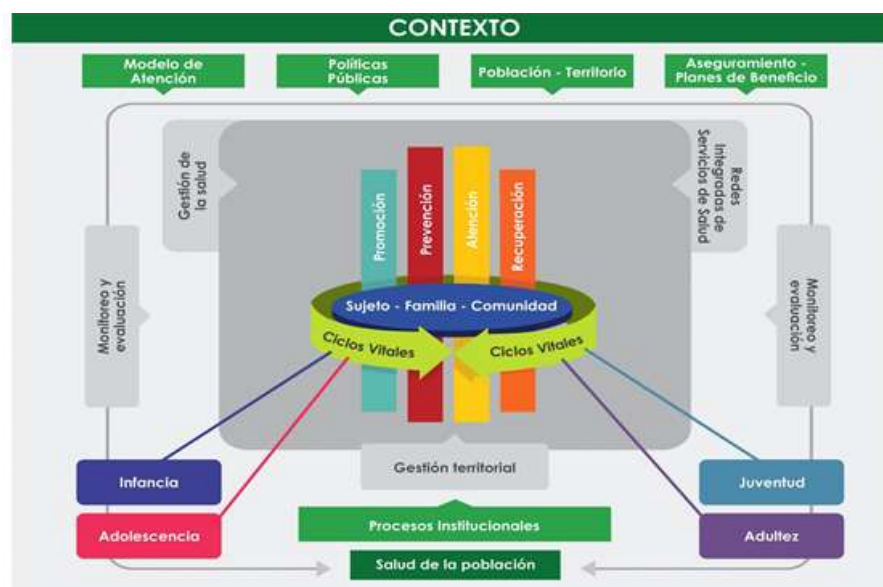 CONTEXTO
Modelo de
Atención
Políticas
Públicas
Población - Territorio
Aseguramiento -
Planes de Beneficio
Gestión de
la salud
Redes
Integradas de
Servicios de Salud
Promoción
Prevención
Atención
Recuperación
Monitoreo y
evaluación
Monitoreo y
evaluación
Sujeto - Familia - Comunidad
Ciclos Vitales
Ciclos Vitales
Gestión territorial
Infancia
Juventud
Procesos Institucionales
Adolescencia
Adultez
Salud de la población